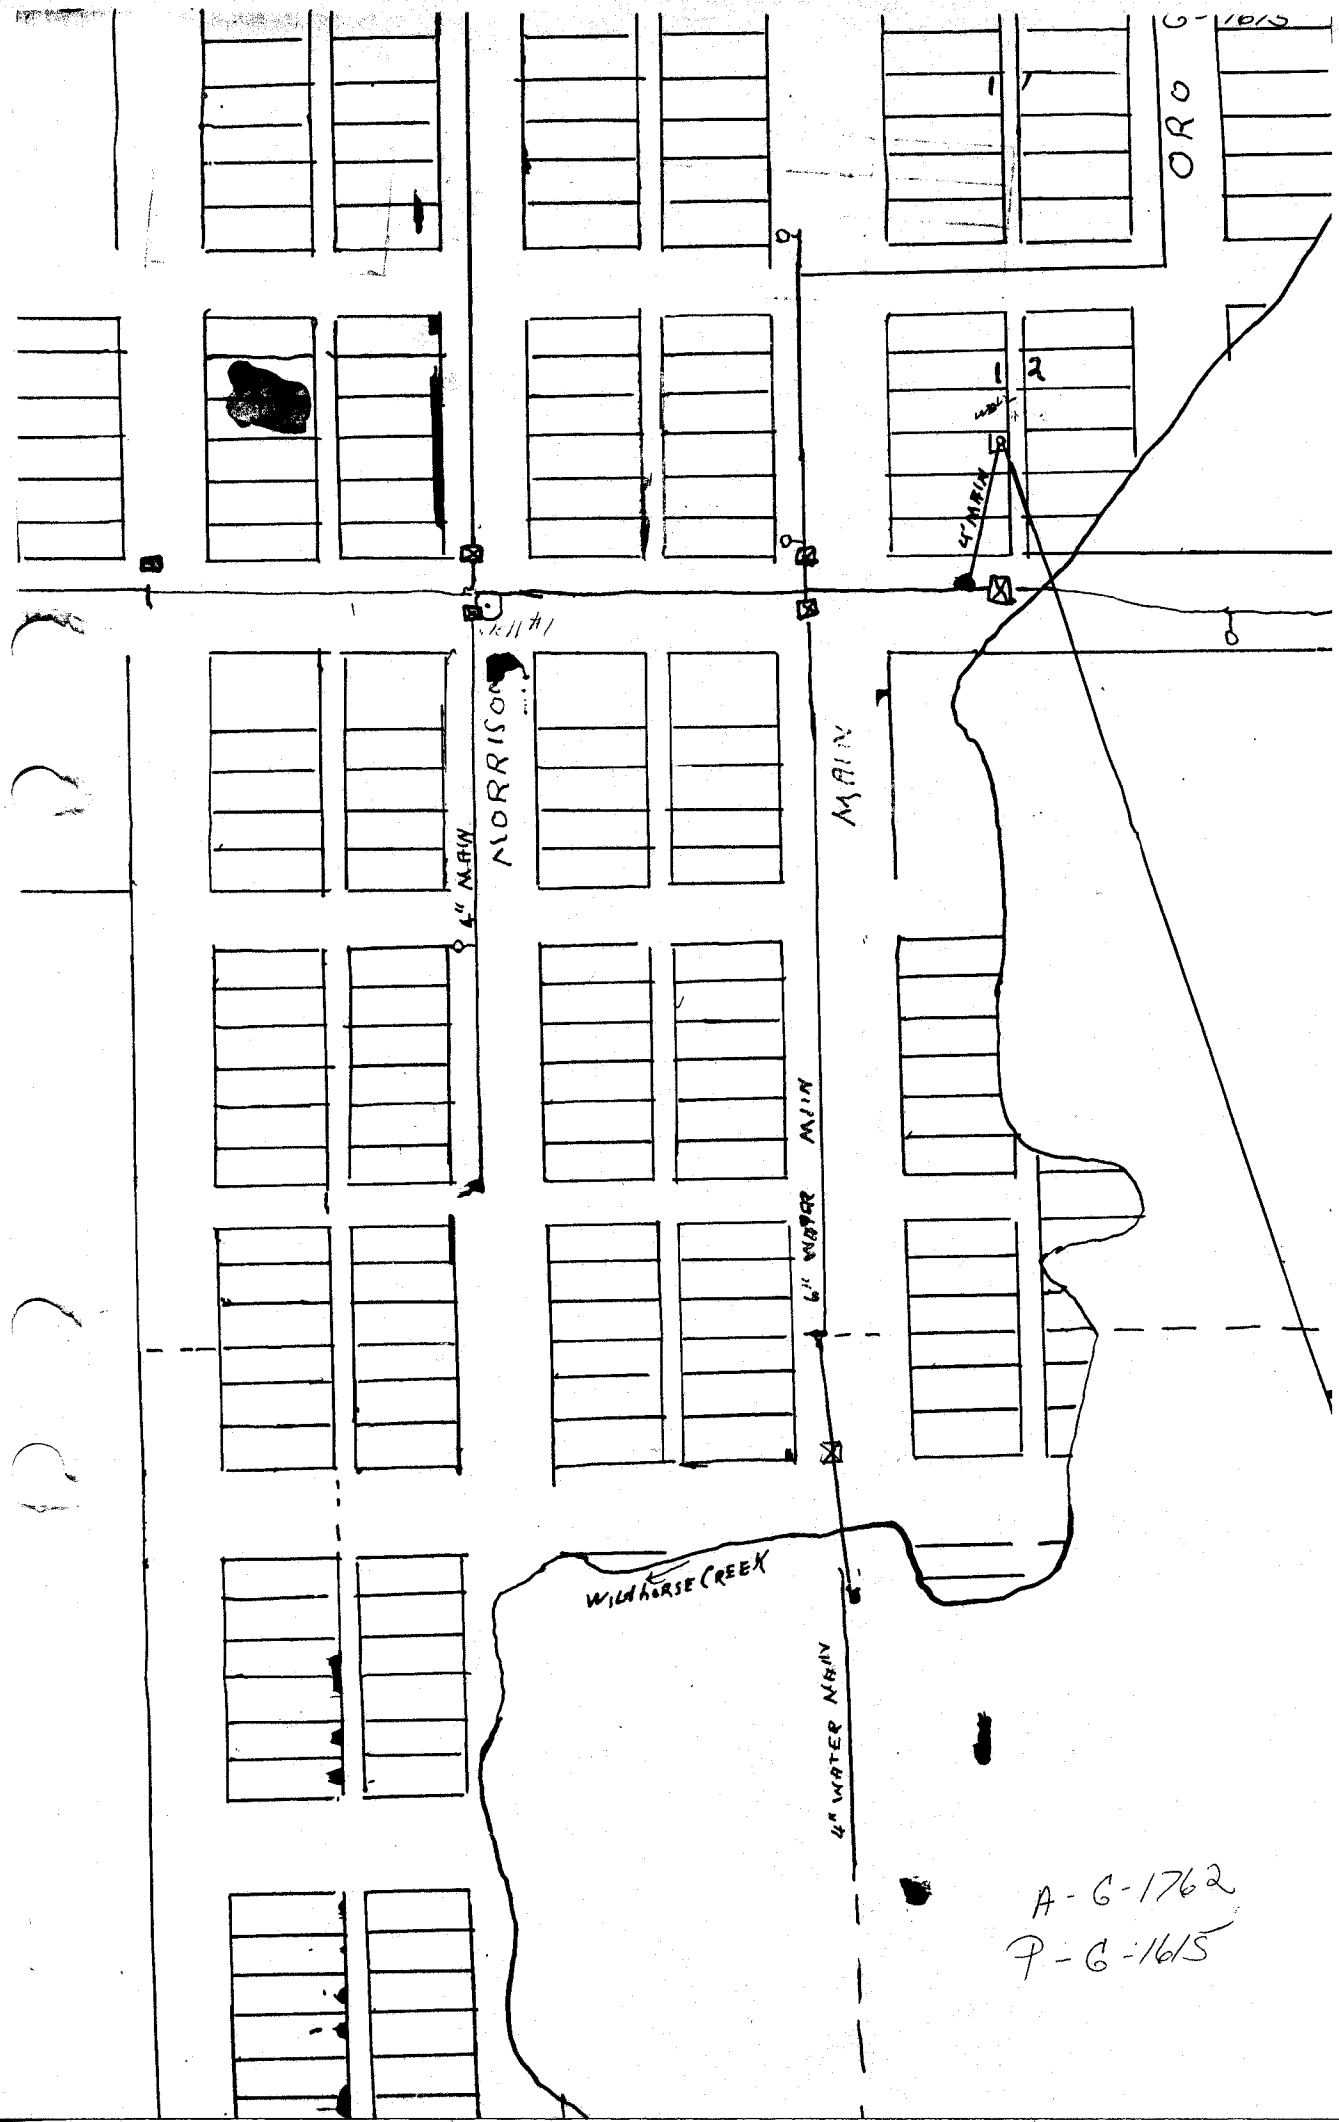 G-1615
ORO
1
1
1 2
WELL
4" MAIN
MORRISON
MAIN
4" MAIN
6" WATER MAIN
WILDHORSE CREEK
4" WATER MAIN
A-G-1762
P-G-1615